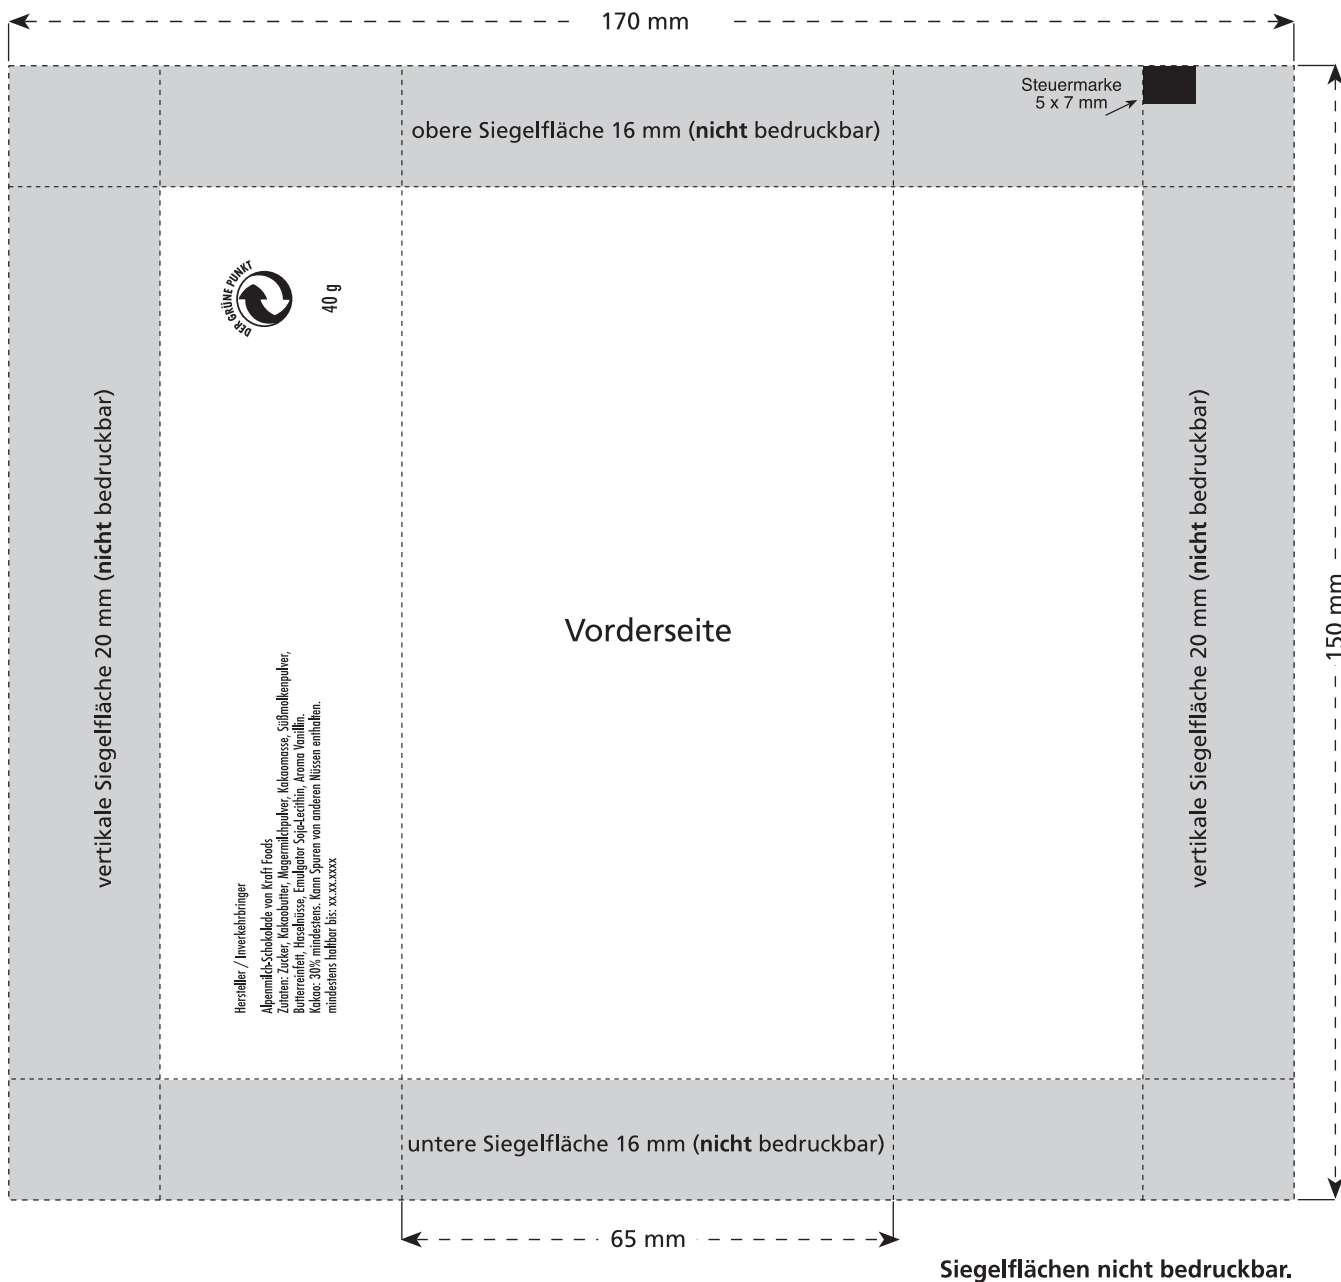 170 mm
Steuermarke
5 x 7 mm
obere Siegelfläche 16 mm (nicht bedruckbar)
DER GRÜNE PUNKT
40 g
vertikale Siegelfläche 20 mm (nicht bedruckbar)
Hersteller / Inverkehrbringer
Alpenmilch-Schokolade von Kraft Foods
Zutaten: Zucker, Kakaobutter, Magermilchpulver, Kakaomasse, Süßmolkenpulver,
Butterreinfett, Haselnüsse, Emulgator Soja-Lecithin, Aroma Vanillin.
Kakao: 30% mindestens. Kann Spuren von anderen Nüssen enthalten.
mindestens haltbar bis: xx.xx.xxxx
Vorderseite
vertikale Siegelfläche 20 mm (nicht bedruckbar)
150 mm
untere Siegelfläche 16 mm (nicht bedruckbar)
65 mm
Siegelflächen nicht bedruckbar.